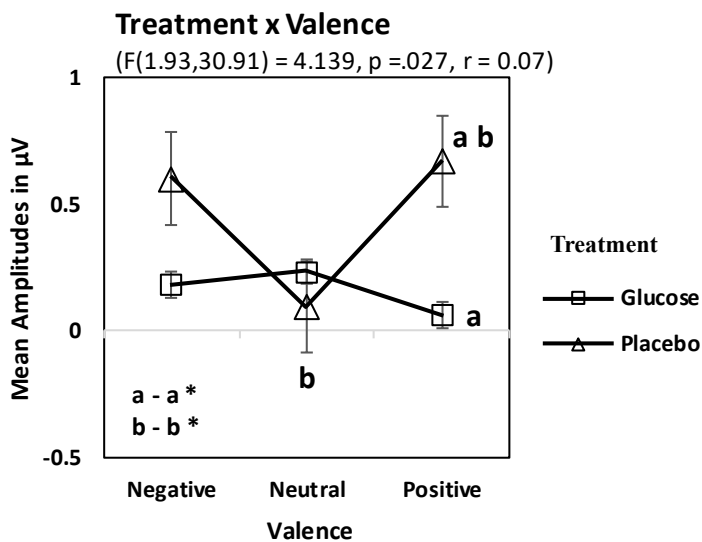 Treatment x Valence
(F(1.93,30.91) = 4.139, p =.027, r = 0.07)
Mean Amplitudes in µV
1
0.5
0
-0.5
a b
a
b
a - a *
b - b *
Negative Neutral Positive
Valence
Treatment
Glucose
Placebo